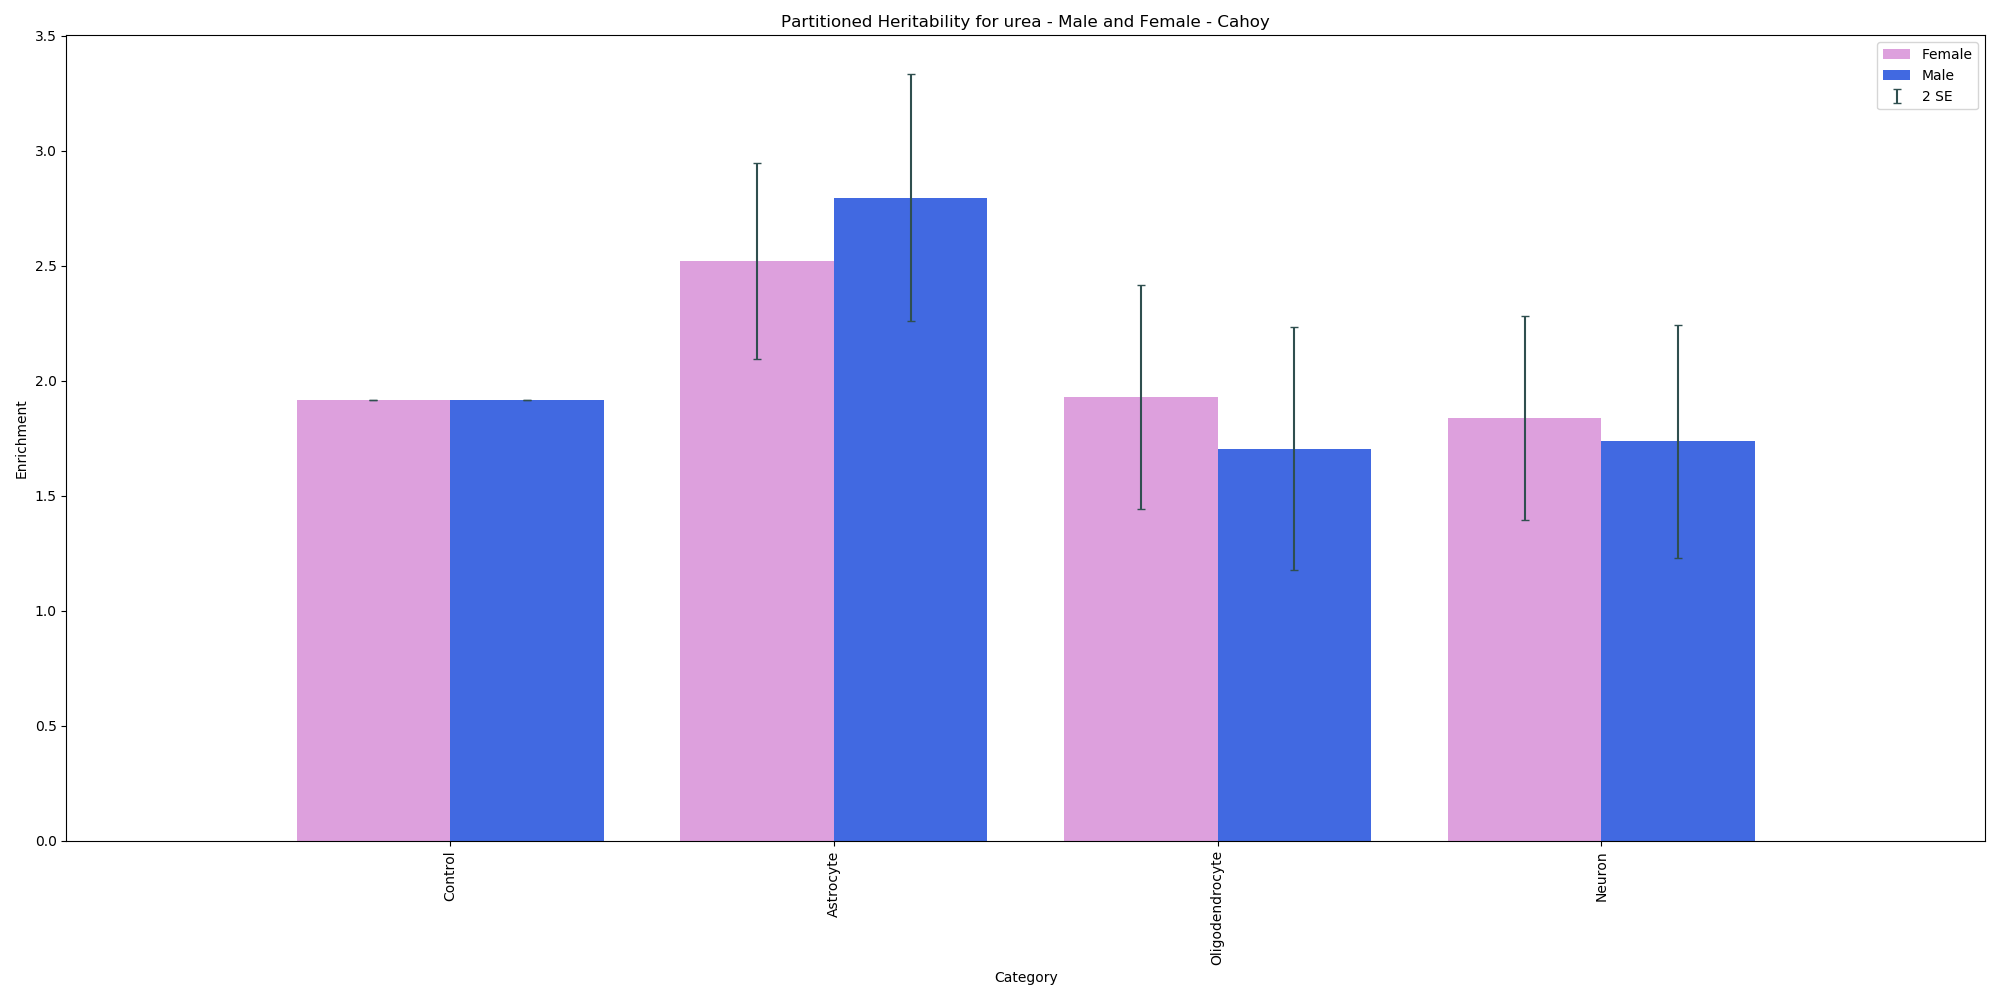 Partitioned Heritability for urea - Male and Female - Cahoy
Female
Male
2 SE
3.5
3.0
2.5
2.0
1.5
1.0
0.5
0.0
Enrichment
Control
Astrocyte
Oligodendrocyte
Neuron
Category